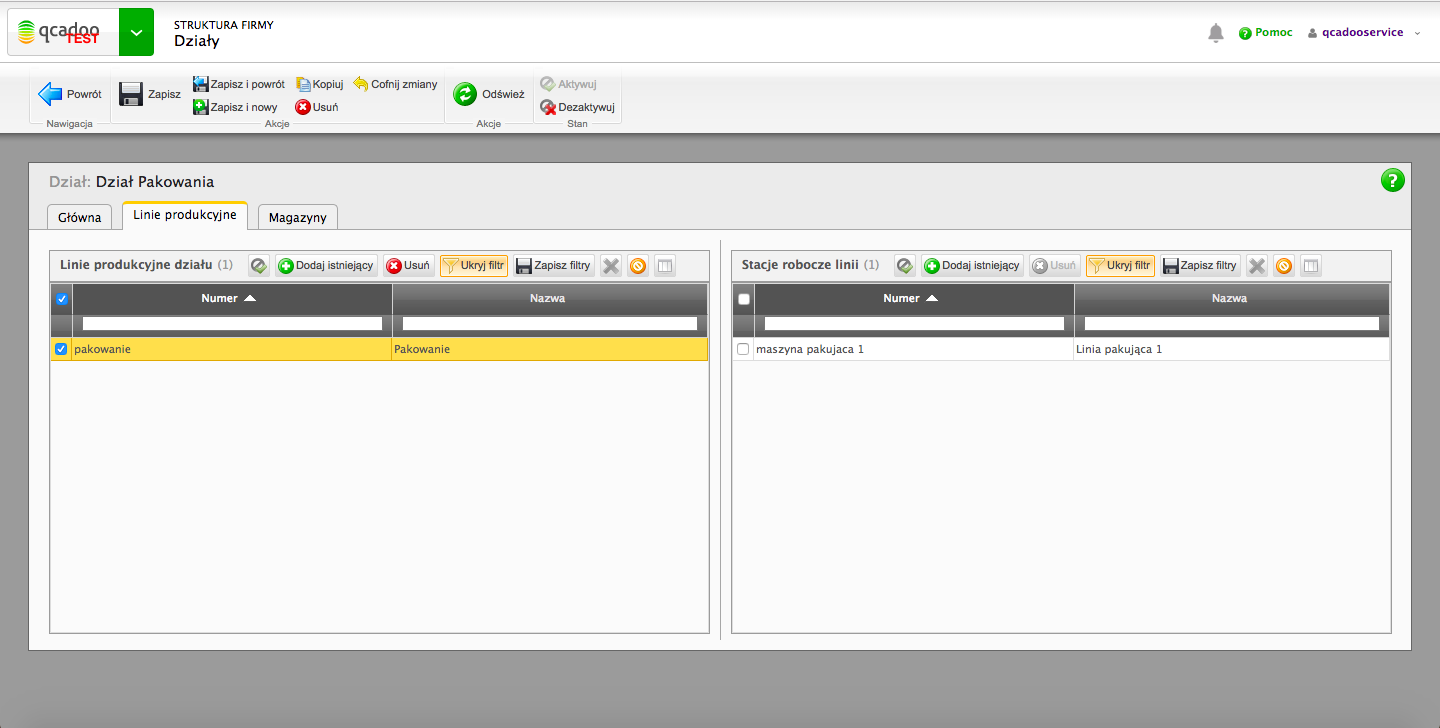 qcadoo
TEST
STRUKTURA FIRMY
Działy
Pomoc
qcadooservice
Powrót
Nawigacja
Zapisz
Zapisz i powrót
Kopiuj
Cofnij zmiany
Zapisz i nowy
Usuń
Akcje
Odśwież
Akcje
Aktywuj
Dezaktywuj
Stan
Dział: Dział Pakowania
?
Główna
Linie produkcyjne
Magazyny
Linie produkcyjne działu (1)
Dodaj istniejący
Usuń
Ukryj filtr
Zapisz filtry
Numer
Nazwa
pakowanie
Pakowanie
Stacje robocze linii (1)
Dodaj istniejący
Usuń
Ukryj filtr
Zapisz filtry
Numer
Nazwa
maszyna pakujaca 1
Linia pakująca 1